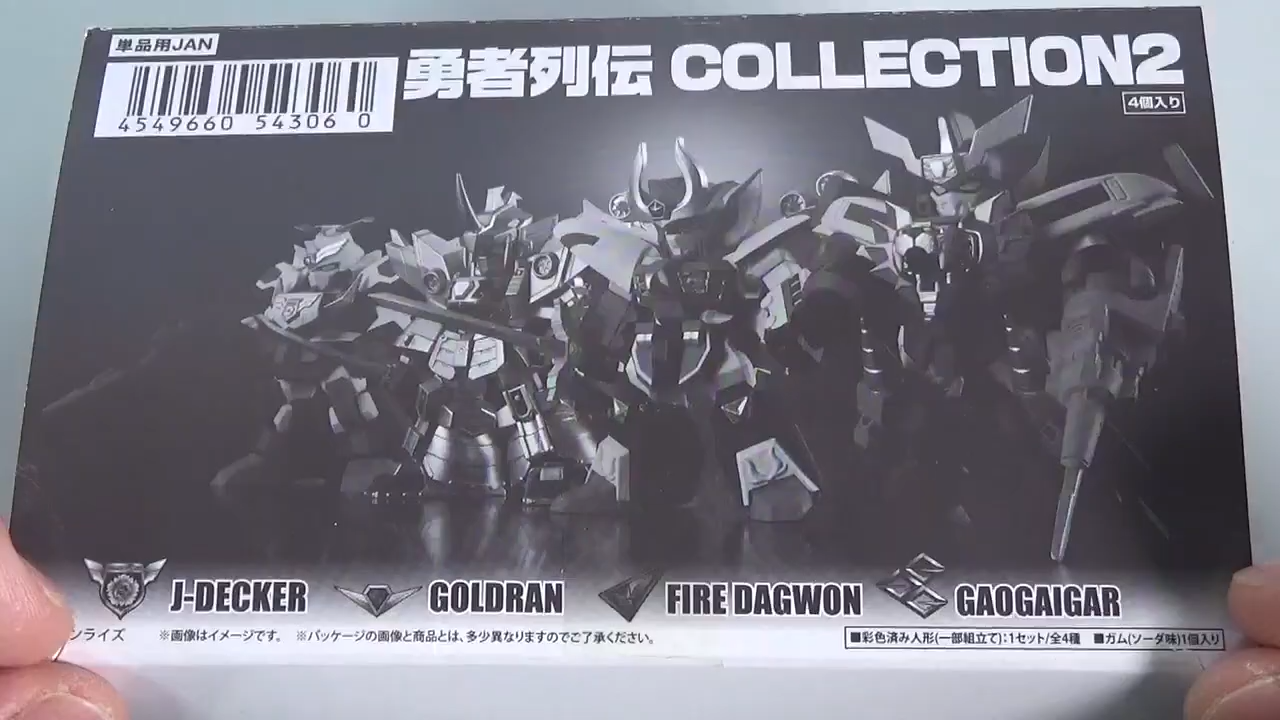 単品用JAN
4549660 54306 0
勇者列伝 COLLECTION2
4個入り
J-DECKER
GOLDRAN
FIRE DAGWON
GAOGAIGAR
ンライズ
※画像はイメージです。 ※パッケージの画像と商品とは、多少異なりますのでご了承ください。
■彩色済み人形(一部組立て):1セット/全4種 ■ガム(ソーダ味)1個入り